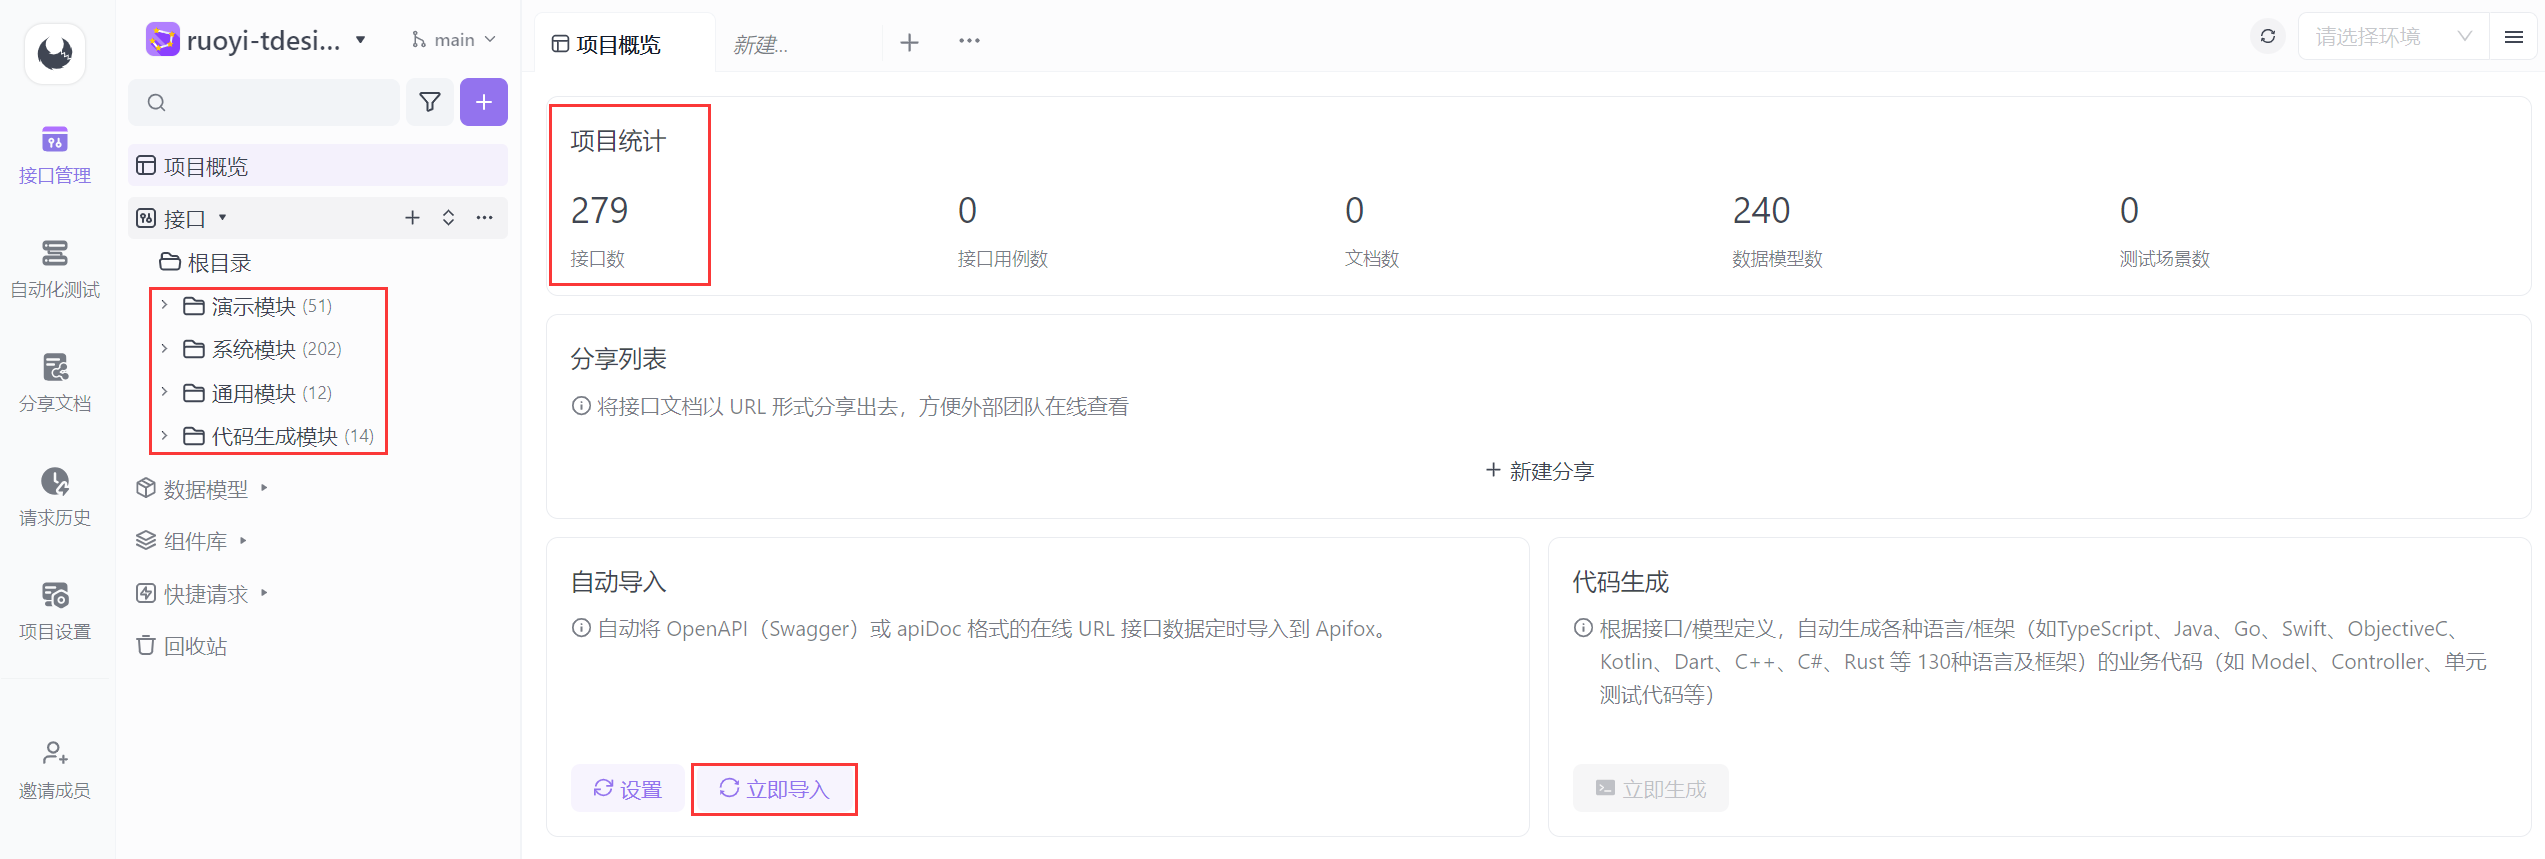 接口管理
自动化测试
分享文档
请求历史
项目设置
邀请成员
ruoyi-tdesi...
main
项目概览
接口
根目录
演示模块 (51)
系统模块 (202)
通用模块 (12)
代码生成模块 (14)
数据模型
组件库
快捷请求
回收站
项目概览
新建...
请选择环境
项目统计
279
接口数
0
接口用例数
0
文档数
240
数据模型数
0
测试场景数
分享列表
将接口文档以 URL 形式分享出去，方便外部团队在线查看
新建分享
自动导入
自动将 OpenAPI（Swagger）或 apiDoc 格式的在线 URL 接口数据定时导入到 Apifox。
设置
立即导入
代码生成
根据接口/模型定义，自动生成各种语言/框架（如TypeScript、Java、Go、Swift、ObjectiveC、
Kotlin、Dart、C++、C#、Rust 等 130种语言及框架）的业务代码（如 Model、Controller、单元
测试代码等）
立即生成